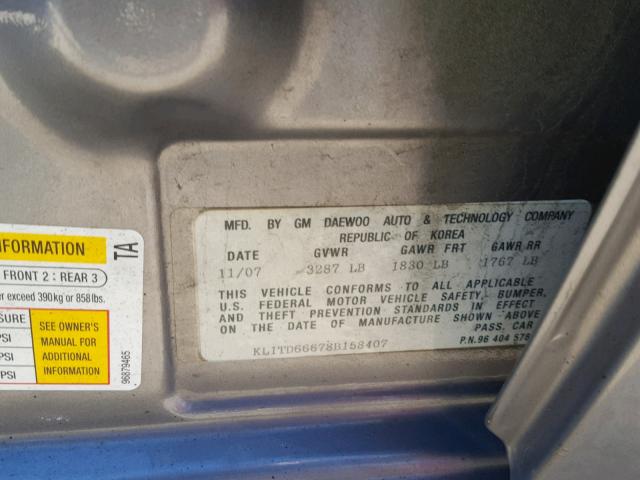 INFORMATION
TA
FRONT 2 : REAR 3
exceed 390kg or 858 lbs.
SURE
PSI
PSI
PSI
SEE OWNER'S
MANUAL FOR
ADDITIONAL
INFORMATION
96879465
MFD. BY GM DAEWOO AUTO & TECHNOLOGY COMPANY
REPUBLIC OF KOREA
DATE GVWR GAWR FRT GAWR RR
11/07 3287 LB 1830 LB 1767 LB
THIS VEHICLE CONFORMS TO ALL APPLICABLE
U.S. FEDERAL MOTOR VEHICLE SAFETY, BUMPER,
AND THEFT PREVENTION STANDARDS IN EFFECT
ON THE DATE OF MANUFACTURE SHOWN ABOVE
PASS. CAR
KL1TD66678B158407
P.N. 96 404 578